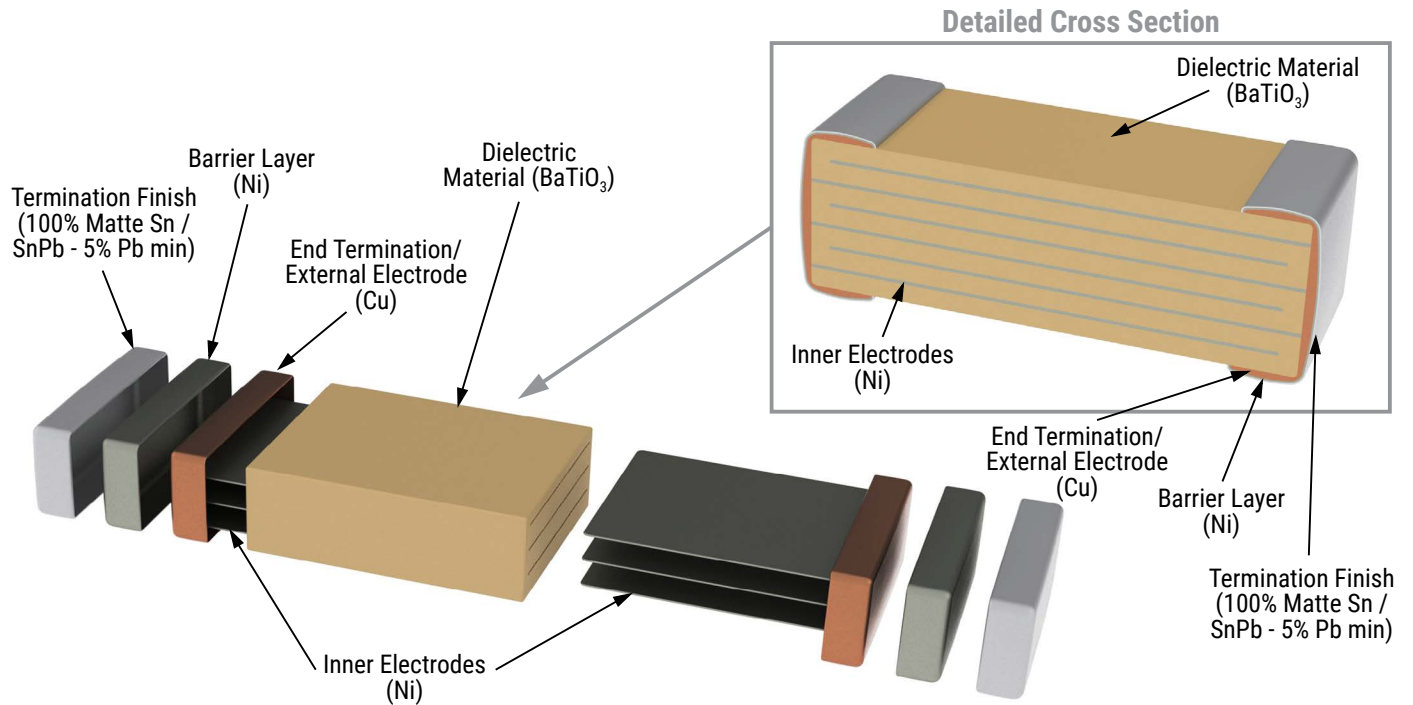 Detailed Cross Section
Dielectric Material
(BaTiO₃)
Inner Electrodes
(Ni)
End Termination/
External Electrode
(Cu)
Barrier Layer
(Ni)
Termination Finish
(100% Matte Sn /
SnPb - 5% Pb min)
Termination Finish
(100% Matte Sn /
SnPb - 5% Pb min)
Barrier Layer
(Ni)
End Termination/
External Electrode
(Cu)
Dielectric
Material (BaTiO₃)
Inner Electrodes
(Ni)